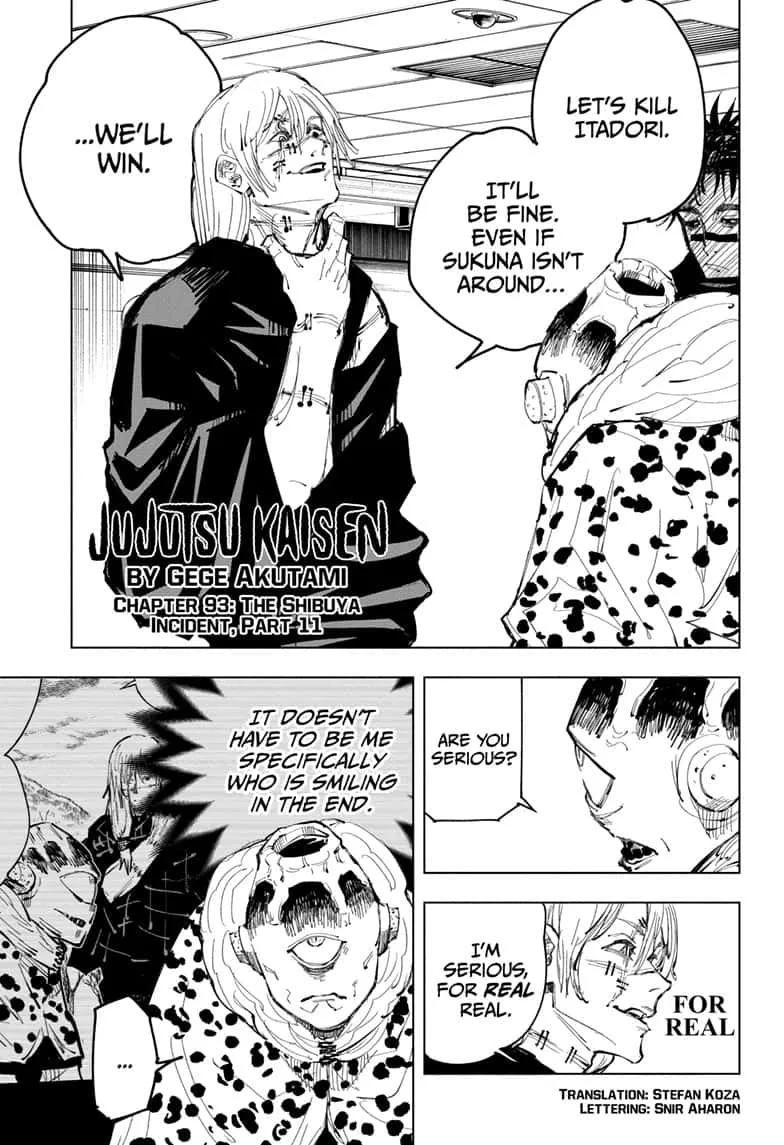 LET'S KILL
ITADORI.
IT'LL
BE FINE.
EVEN IF
SUKUNA ISN'T
AROUND...
...WE'LL
WIN.
JUJUTSU KAISEN
BY GEGE AKUTAMI
CHAPTER 93: THE SHIBUYA
INCIDENT, PART 11
ARE YOU
SERIOUS?
I'M
SERIOUS,
FOR REAL
REAL.
FOR
REAL
IT DOESN'T
HAVE TO BE ME
SPECIFICALLY
WHO IS SMILING
IN THE END.
...
TRANSLATION: STEFAN KOZA
LETTERING: SNIR AHARON